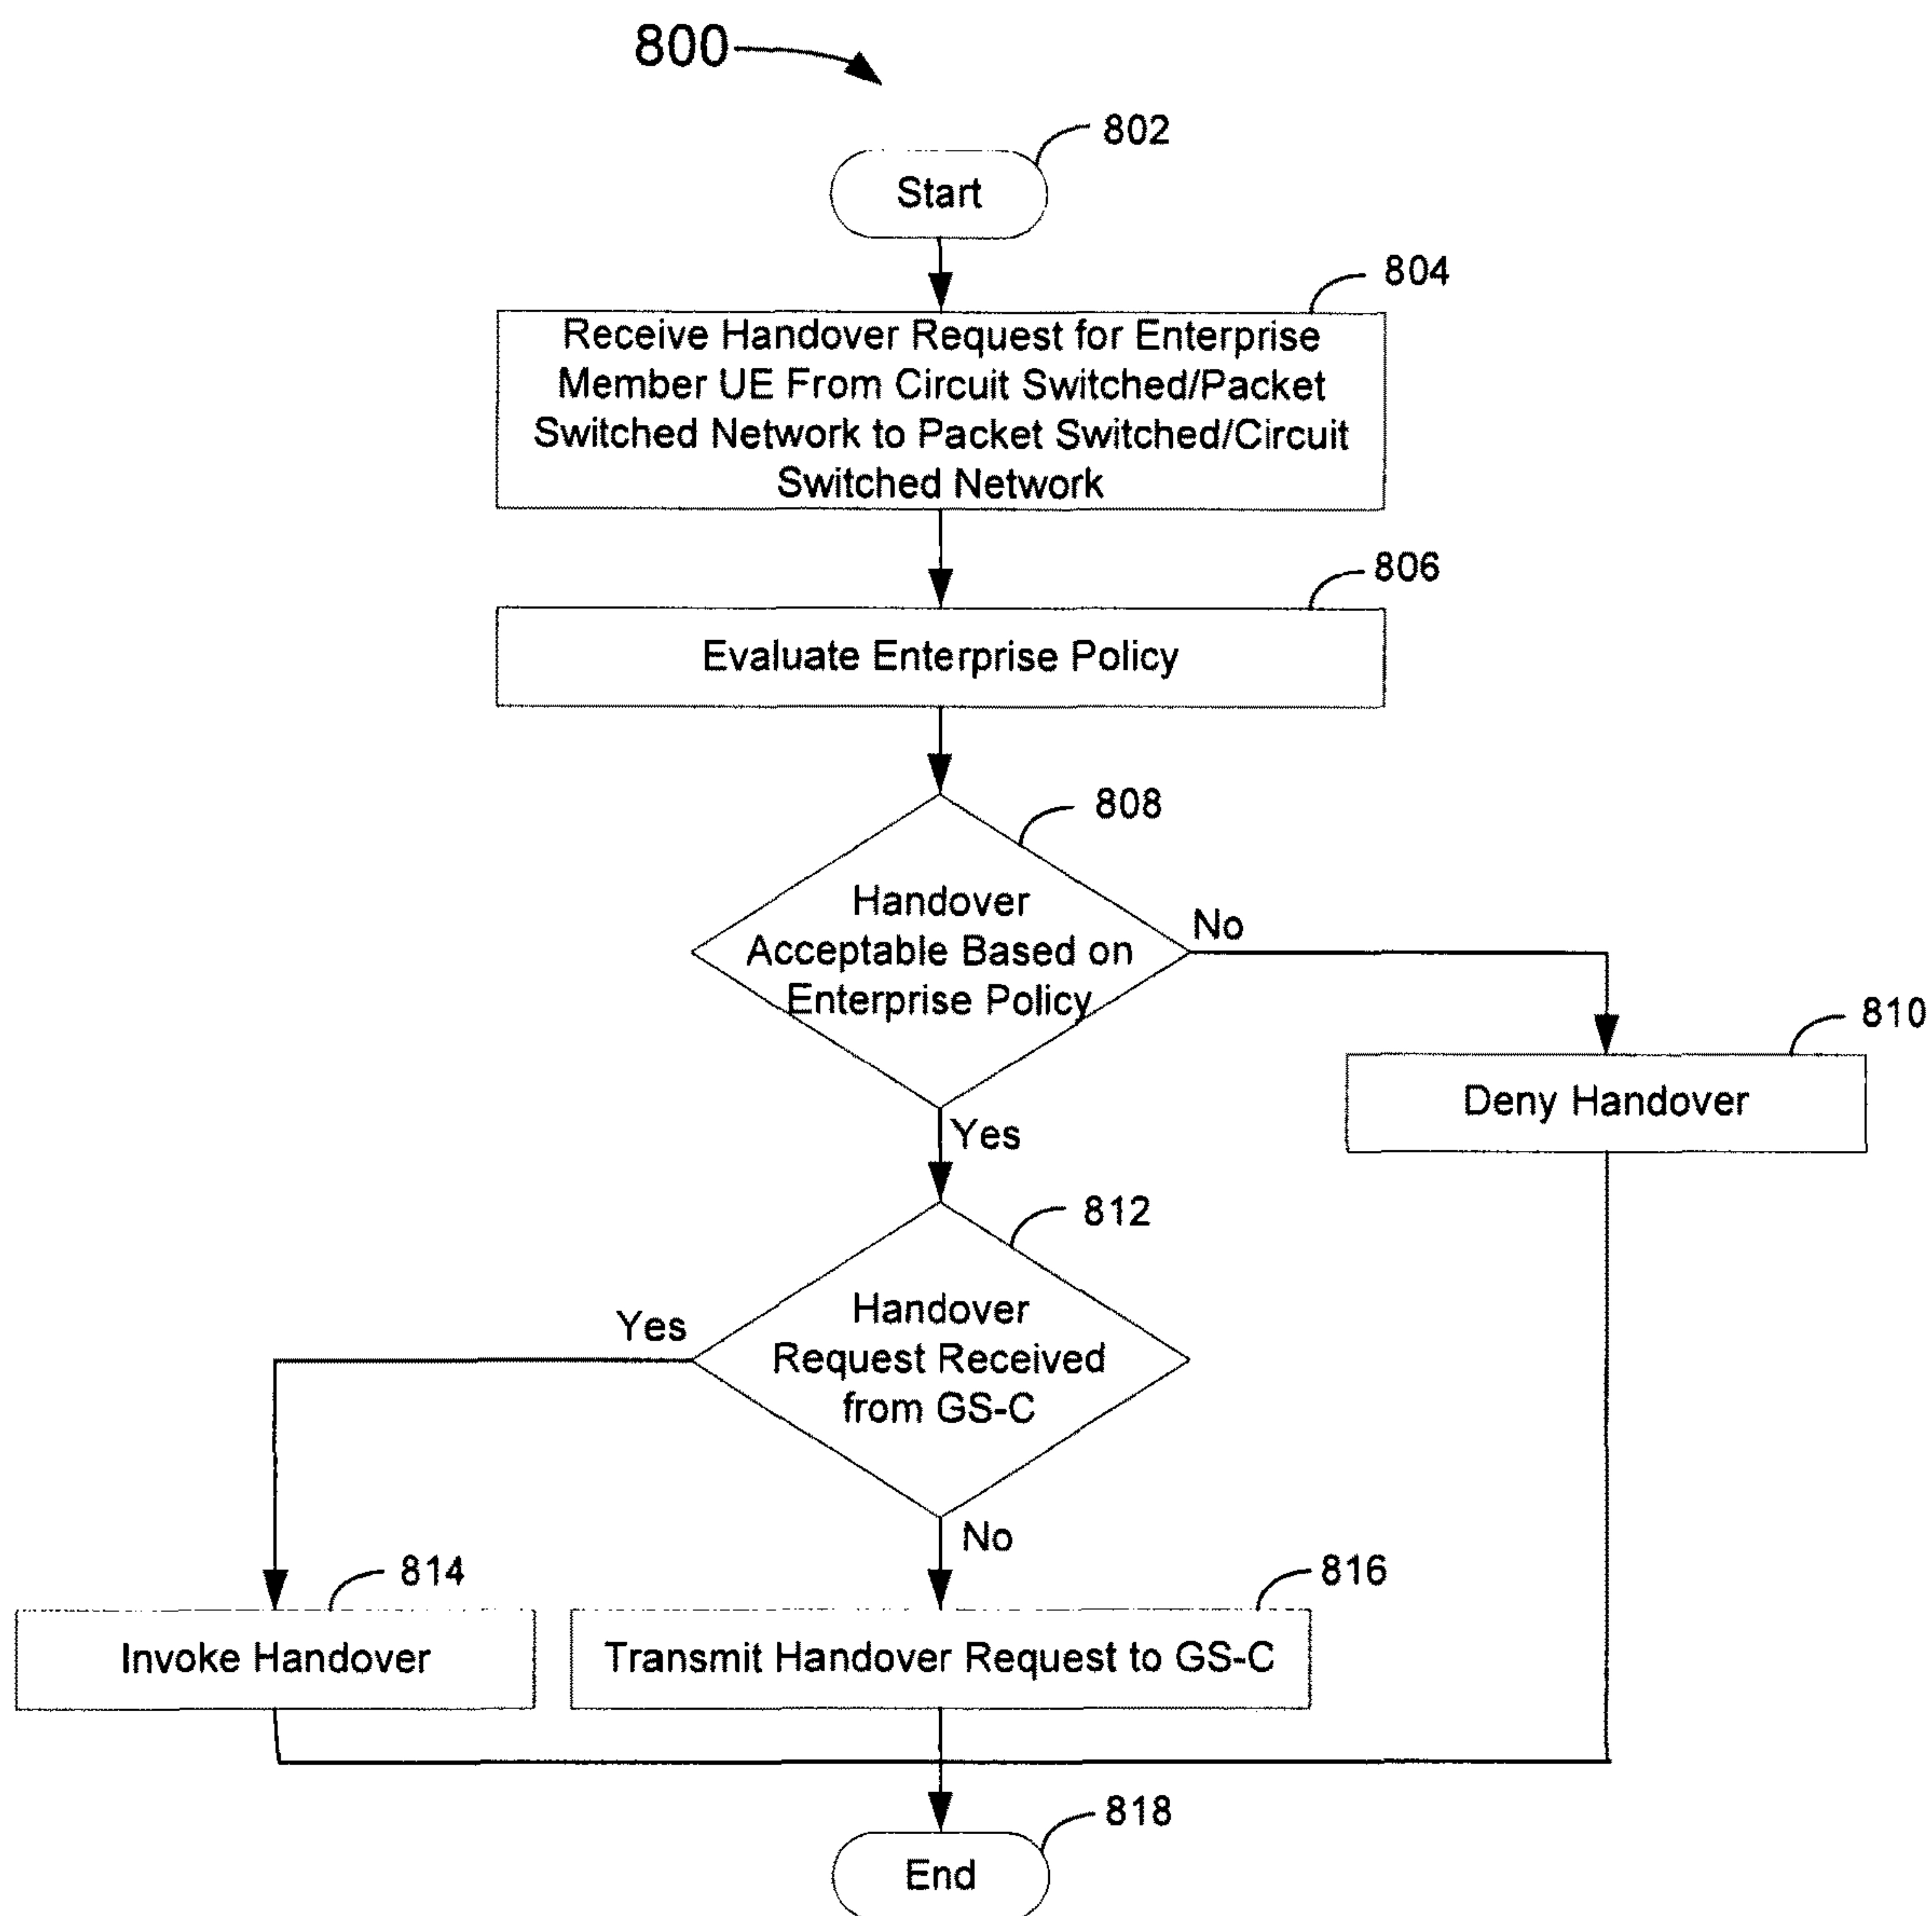 800
802
Start
804
Receive Handover Request for Enterprise
Member UE From Circuit Switched/Packet
Switched Network to Packet Switched/Circuit
Switched Network
806
Evaluate Enterprise Policy
808
Handover
Acceptable Based on
Enterprise Policy
No
810
Deny Handover
Yes
812
Handover
Request Received
from GS-C
Yes
No
814
Invoke Handover
816
Transmit Handover Request to GS-C
818
End